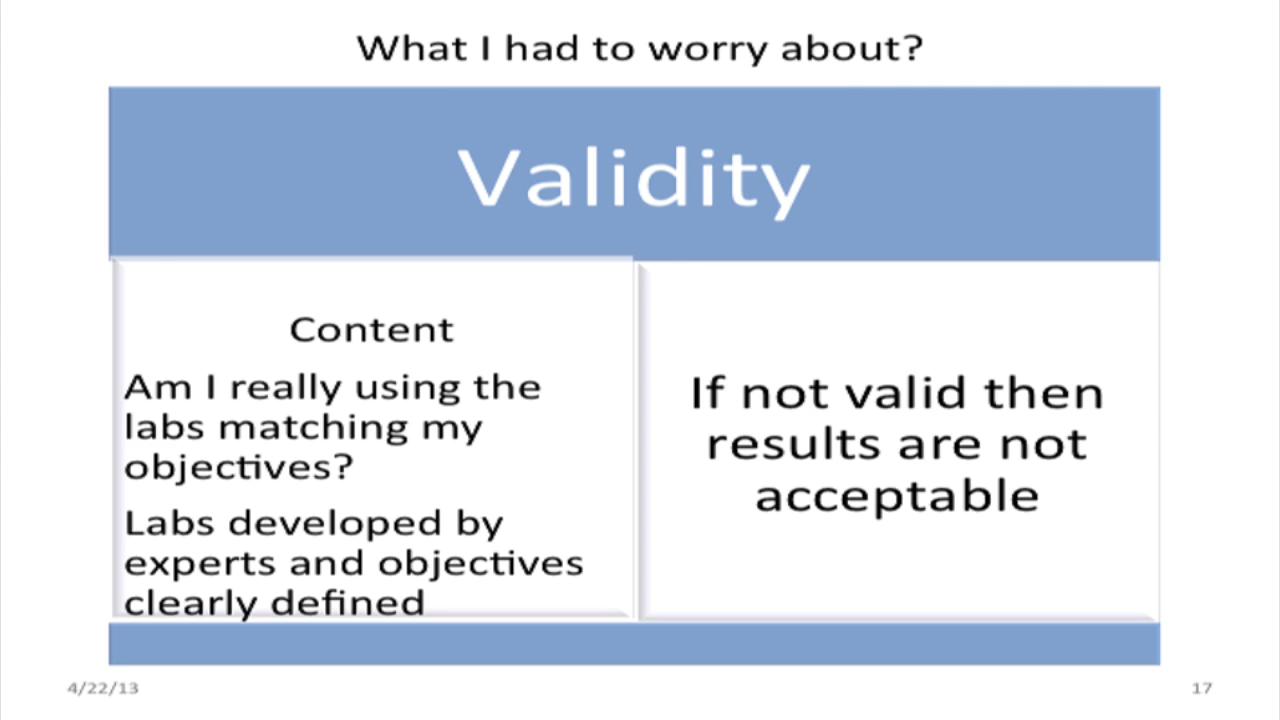 What I had to worry about?
Validity
Content
Am I really using the
labs matching my
objectives?
Labs developed by
experts and objectives
clearly defined
If not valid then
results are not
acceptable
4/22/13
17